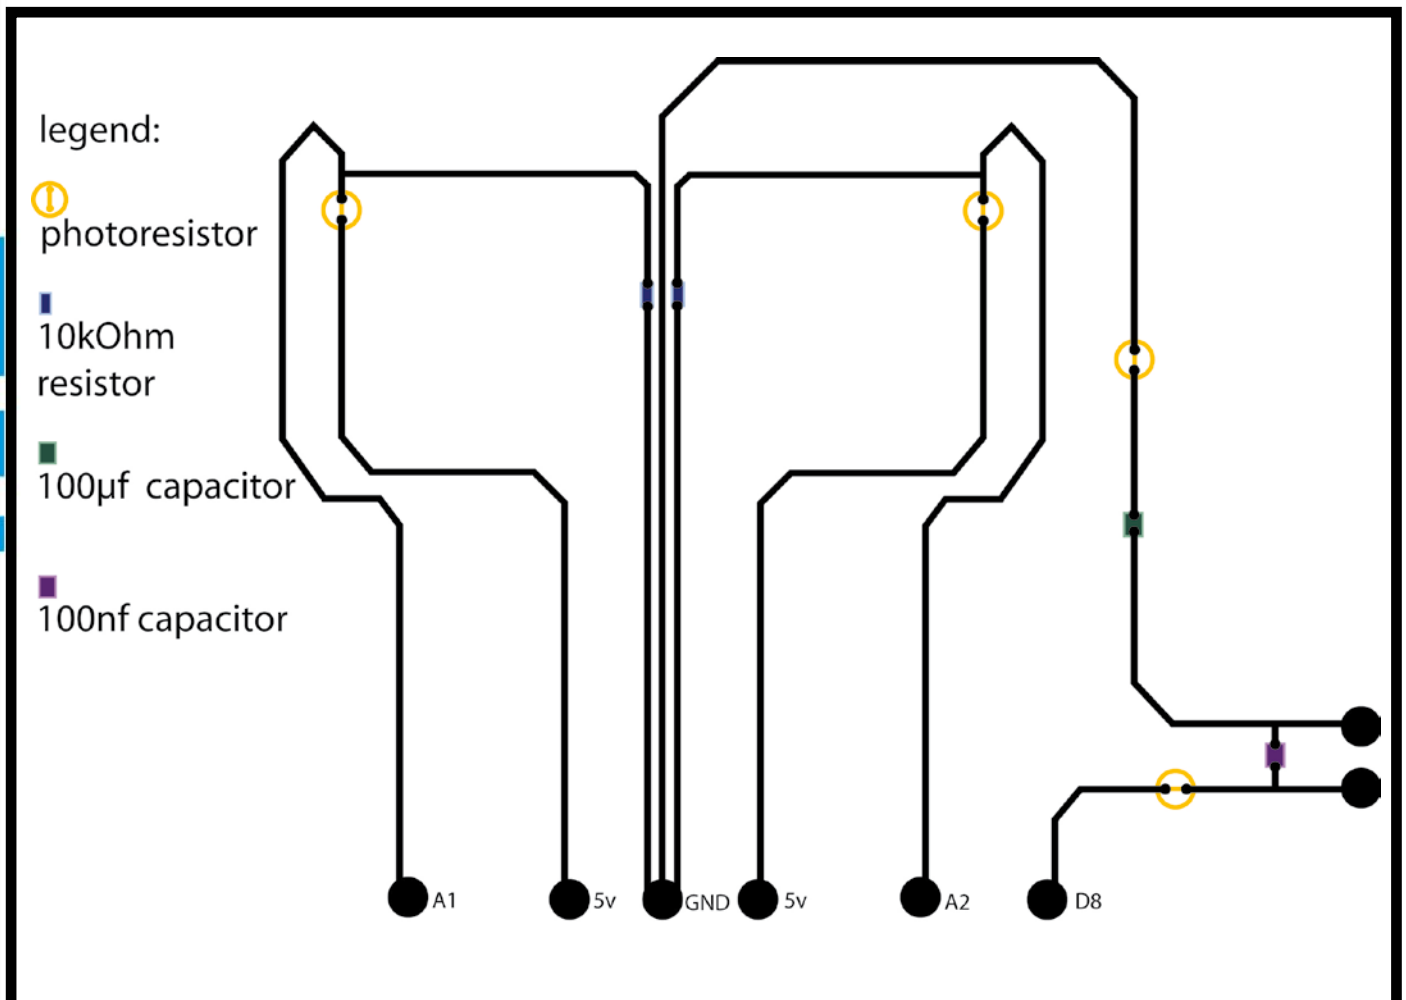 legend:
photoresistor
10kOhm
resistor
100µf capacitor
100nf capacitor
A1
5v
GND
5v
A2
D8